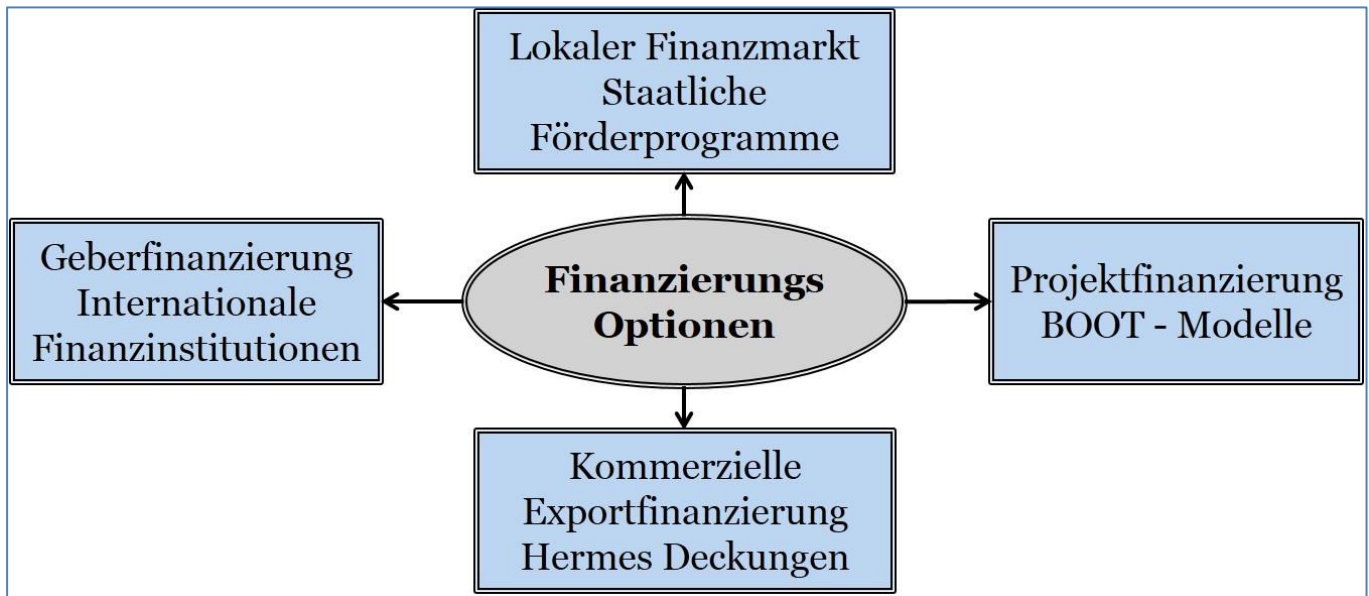 Lokaler Finanzmarkt
Staatliche
Förderprogramme
Geberfinanzierung
Internationale
Finanzinstitutionen
Finanzierungs
Optionen
Projektfinanzierung
BOOT - Modelle
Kommerzielle
Exportfinanzierung
Hermes Deckungen